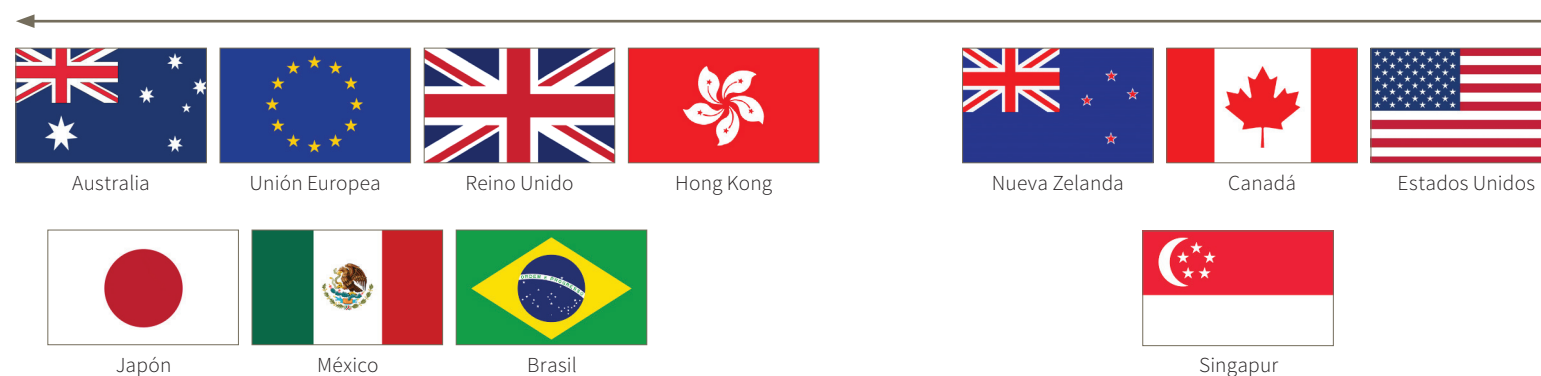 Australia Unión Europea Reino Unido Hong Kong Nueva Zelanda Canadá Estados Unidos
Japón México Brasil Singapur